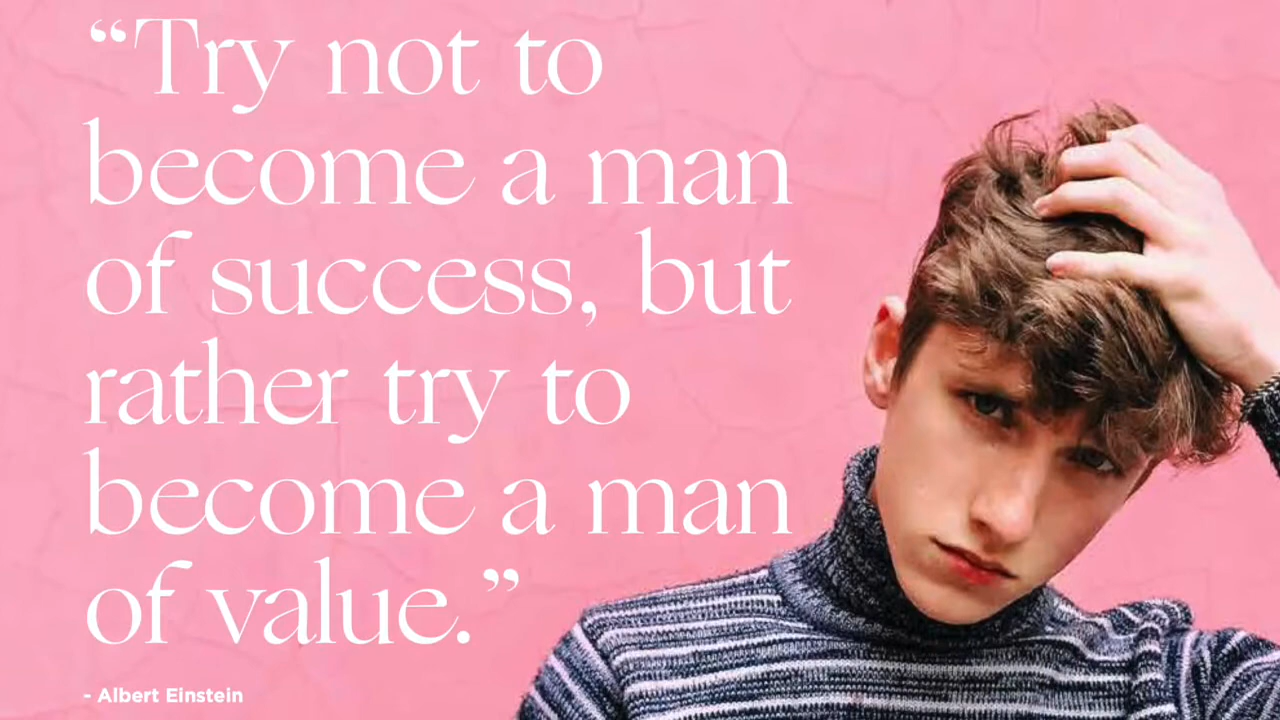 “Try not to
become a man
of success, but
rather try to
become a man
of value.”
- Albert Einstein